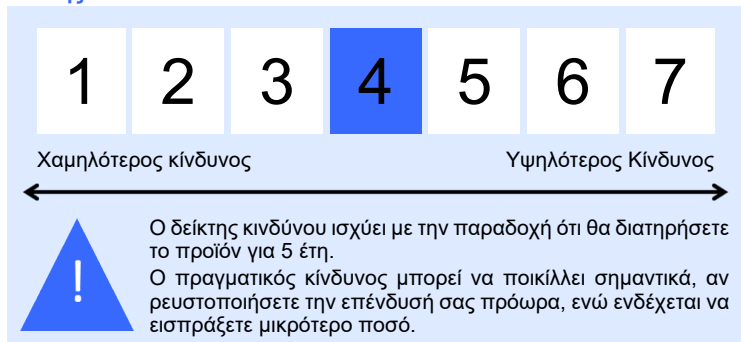 1 2 3 4 5 6 7
Χαμηλότερος κίνδυνος Υψηλότερος Κίνδυνος
Ο δείκτης κινδύνου ισχύει με την παραδοχή ότι θα διατηρήσετε
το προϊόν για 5 έτη.
!
Ο πραγματικός κίνδυνος μπορεί να ποικίλλει σημαντικά, αν
ρευστοποιήσετε την επένδυσή σας πρόωρα, ενώ ενδέχεται να
εισπράξετε μικρότερο ποσό.